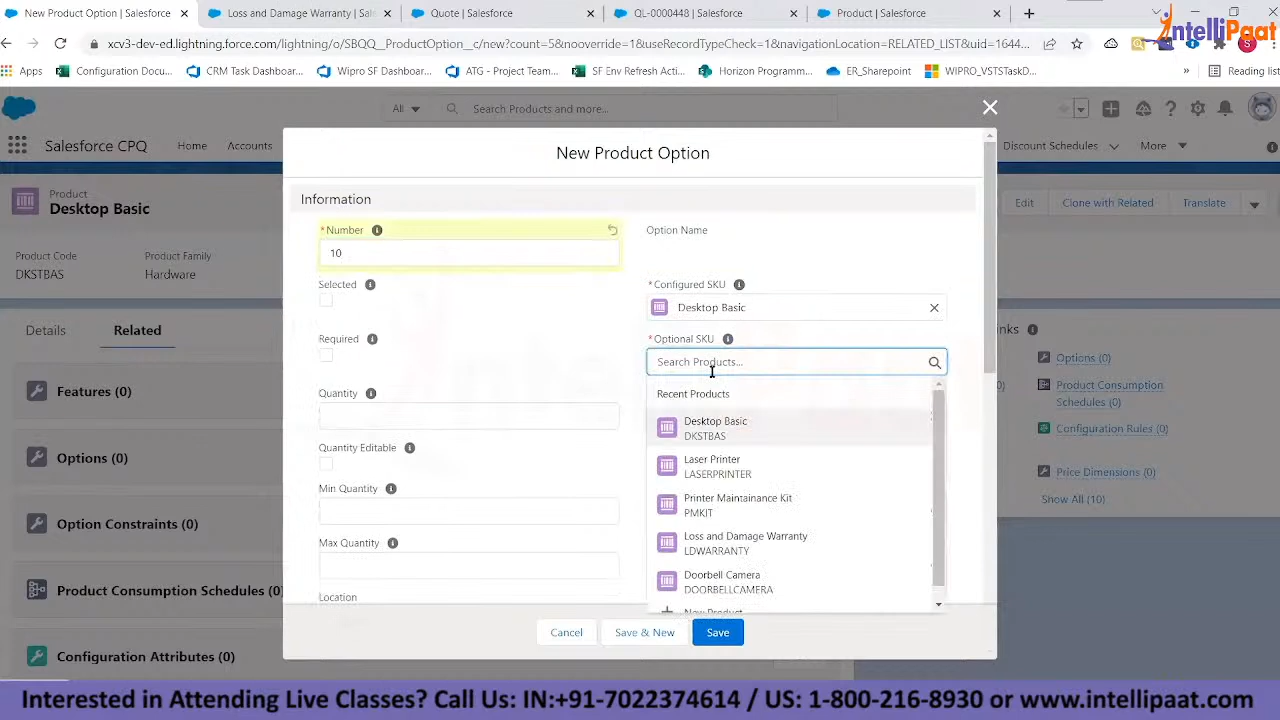 New Product Option | Salesforce
Loss and Damage Warranty | Sal
Quote | Salesforce
QL-0000448 | Salesforce
Product | Salesforce
IntelliPaat
xcv3-dev-ed.lightning.force.com/lightning/o/SBQQ__ProductOption__c/
override=1&useRecordTypeCheck=1&navigationLocation=RELATED_LIST&uid=1644...
Apps
Configuration Docu...
CRMTask Dashboard...
Wipro SF Dashboard...
ATG - Project Team...
SF Env Refresh Acti...
Horizon Programm...
ER_Sharepoint
WIPRO_VSTSTaskD...
»
Reading list
All
Search Products and more...
Salesforce CPQ
Home
Accounts
Discount Schedules
More
Product
Desktop Basic
Edit
Clone with Related
Translate
Product Code
Product Family
DKSTBAS
Hardware
Details
Related
Features (0)
Options (0)
Option Constraints (0)
Product Consumption Schedules (0)
Configuration Attributes (0)
New Product Option
Information
*Number
10
Option Name
Selected
*Configured SKU
Desktop Basic
Required
*Optional SKU
Search Products...
Quantity
Recent Products
Desktop Basic
DKSTBAS
Quantity Editable
Laser Printer
LASERPRINTER
Min Quantity
Printer Maintainance Kit
PMKIT
Max Quantity
Loss and Damage Warranty
LDWARRANTY
Doorbell Camera
DOORBELLCAMERA
Location
New Product
Cancel
Save & New
Save
inks
Options (0)
Product Consumption
Schedules (0)
Configuration Rules (0)
Price Dimensions (0)
Show All (10)
Interested in Attending Live Classes? Call Us: IN:+91-7022374614 / US: 1-800-216-8930 or www.intellipaat.com